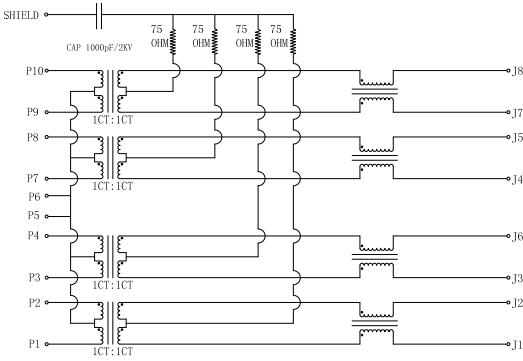 SHIELD
75 OHM
75 OHM
75 OHM
75 OHM
CAP 1000pF/2KV
P10
J8
P9
J7
1CT:1CT
P8
J5
P7
J4
1CT:1CT
P6
P5
P4
J6
P3
J3
1CT:1CT
P2
J2
P1
J1
1CT:1CT